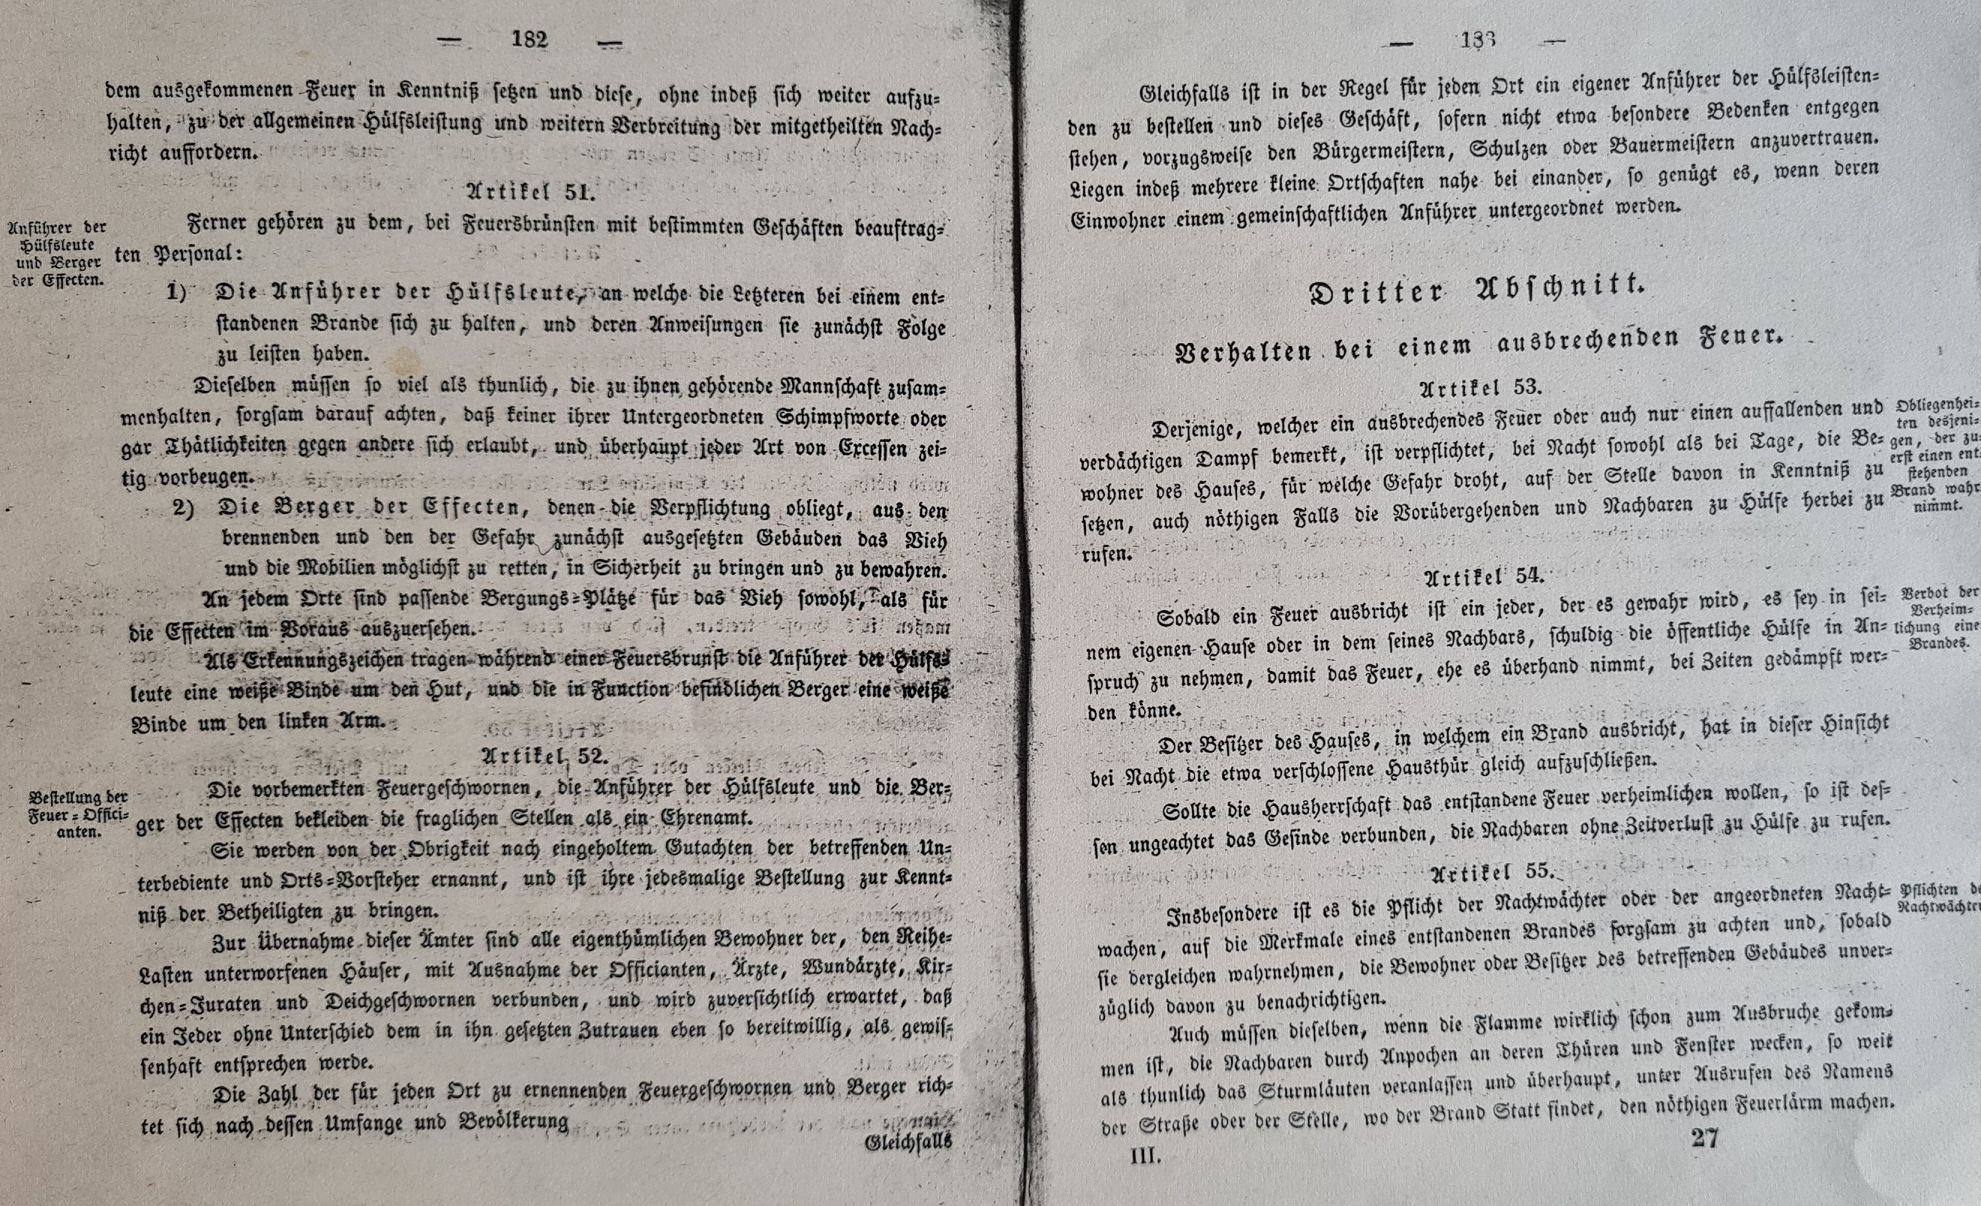 — 182 —
dem ausgekommenen Feuer in Kenntniß setzen und diese, ohne indeß sich weiter aufzu-
halten, zu der allgemeinen Hülfsleistung und weitern Verbreitung der mitgetheilten Nach-
richt auffordern.
Artikel 51.
Anführer der
Hülfsleute
und Berger
der Effecten.
Ferner gehören zu dem, bei Feuersbrünsten mit bestimmten Geschäften beauftrag-
ten Personal:
1) Die Anführer der Hülfsleute, an welche die Letzteren bei einem ent-
standenen Brande sich zu halten, und deren Anweisungen sie zunächst Folge
zu leisten haben.
Dieselben müssen so viel als thunlich, die zu ihnen gehörende Mannschaft zusam-
menhalten, sorgsam darauf achten, daß keiner ihrer Untergeordneten Schimpfworte oder
gar Thätlichkeiten gegen andere sich erlaubt, und überhaupt jeder Art von Excessen zei-
tig vorbeugen.
2) Die Berger der Effecten, denen die Verpflichtung obliegt, aus den
brennenden und den der Gefahr zunächst ausgesetzten Gebäuden das Vieh
und die Mobilien möglichst zu retten, in Sicherheit zu bringen und zu bewahren.
An jedem Orte sind passende Bergungs-Plätze für das Vieh sowohl, als für
die Effecten im Voraus auszuersehen.
Als Erkennungszeichen tragen während einer Feuersbrunst die Anführer der Hülfs-
leute eine weiße Binde um den Hut, und die in Function befindlichen Berger eine weiße
Binde um den linken Arm.
Artikel 52.
Bestellung der
Feuer-Offici-
anten.
Die vorbemerkten Feuergeschwornen, die Anführer der Hülfsleute und die Ber-
ger der Effecten bekleiden die fraglichen Stellen als ein Ehrenamt.
Sie werden von der Obrigkeit nach eingeholtem Gutachten der betreffenden Un-
terbediente und Orts-Vorsteher ernannt, und ist ihre jedesmalige Bestellung zur Kennt-
niß der Betheiligten zu bringen.
Zur Übernahme dieser Ämter sind alle eigenthümlichen Bewohner der, den Reihe-
Lasten unterworfenen Häuser, mit Ausnahme der Officianten, Ärzte, Wundärzte, Kir-
chen-Juraten und Deichgeschwornen verbunden, und wird zuversichtlich erwartet, daß
ein Jeder ohne Unterschied dem in ihn gesetzten Zutrauen eben so bereitwillig, als gewis-
senhaft entsprechen werde.
Die Zahl der für jeden Ort zu ernennenden Feuergeschwornen und Berger rich-
tet sich nach dessen Umfange und Bevölkerung
Gleichfalls
— 183 —
Gleichfalls ist in der Regel für jeden Ort ein eigener Anführer der Hülfsleisten-
den zu bestellen und dieses Geschäft, sofern nicht etwa besondere Bedenken entgegen
stehen, vorzugsweise den Bürgermeistern, Schulzen oder Bauermeistern anzuvertrauen.
Liegen indeß mehrere kleine Ortschaften nahe bei einander, so genügt es, wenn deren
Einwohner einem gemeinschaftlichen Anführer untergeordnet werden.
Dritter Abschnitt.
Verhalten bei einem ausbrechenden Feuer.
Artikel 53.
Derjenige, welcher ein ausbrechendes Feuer oder auch nur einen auffallenden und
verdächtigen Dampf bemerkt, ist verpflichtet, bei Nacht sowohl als bei Tage, die Be-
wohner des Hauses, für welche Gefahr droht, auf der Stelle davon in Kenntniß zu
setzen, auch nöthigen Falls die Vorübergehenden und Nachbaren zu Hülfe herbei zu
rufen.
Obliegenhei-
ten desjeni-
gen, der zu-
erst einen ent-
stehenden
Brand wahr
nimmt.
Artikel 54.
Sobald ein Feuer ausbricht ist ein jeder, der es gewahr wird, es sey in sei-
nem eigenen Hause oder in dem seines Nachbars, schuldig die öffentliche Hülfe in An-
spruch zu nehmen, damit das Feuer, ehe es überhand nimmt, bei Zeiten gedämpft wer-
den könne.
Verbot der
Verheim-
lichung eine
Brandes.
Der Besitzer des Hauses, in welchem ein Brand ausbricht, hat in dieser Hinsicht
bei Nacht die etwa verschlossene Hausthür gleich aufzuschließen.
Sollte die Hausherrschaft das entstandene Feuer verheimlichen wollen, so ist des-
sen ungeachtet das Gesinde verbunden, die Nachbaren ohne Zeitverlust zu Hülfe zu rufen.
Artikel 55.
Insbesondere ist es die Pflicht der Nachtwächter oder der angeordneten Nacht-
wachen, auf die Merkmale eines entstandenen Brandes sorgsam zu achten und, sobald
sie dergleichen wahrnehmen, die Bewohner oder Besitzer des betreffenden Gebäudes unver-
züglich davon zu benachrichtigen.
Pflichten de
Nachtwächter
Auch müssen dieselben, wenn die Flamme wirklich schon zum Ausbruche gekom-
men ist, die Nachbaren durch Anpochen an deren Thüren und Fenster wecken, so weit
als thunlich das Sturmläuten veranlassen und überhaupt, unter Ausrufen des Namens
der Straße oder der Stelle, wo der Brand Statt findet, den nöthigen Feuerlärm machen.
III. 27